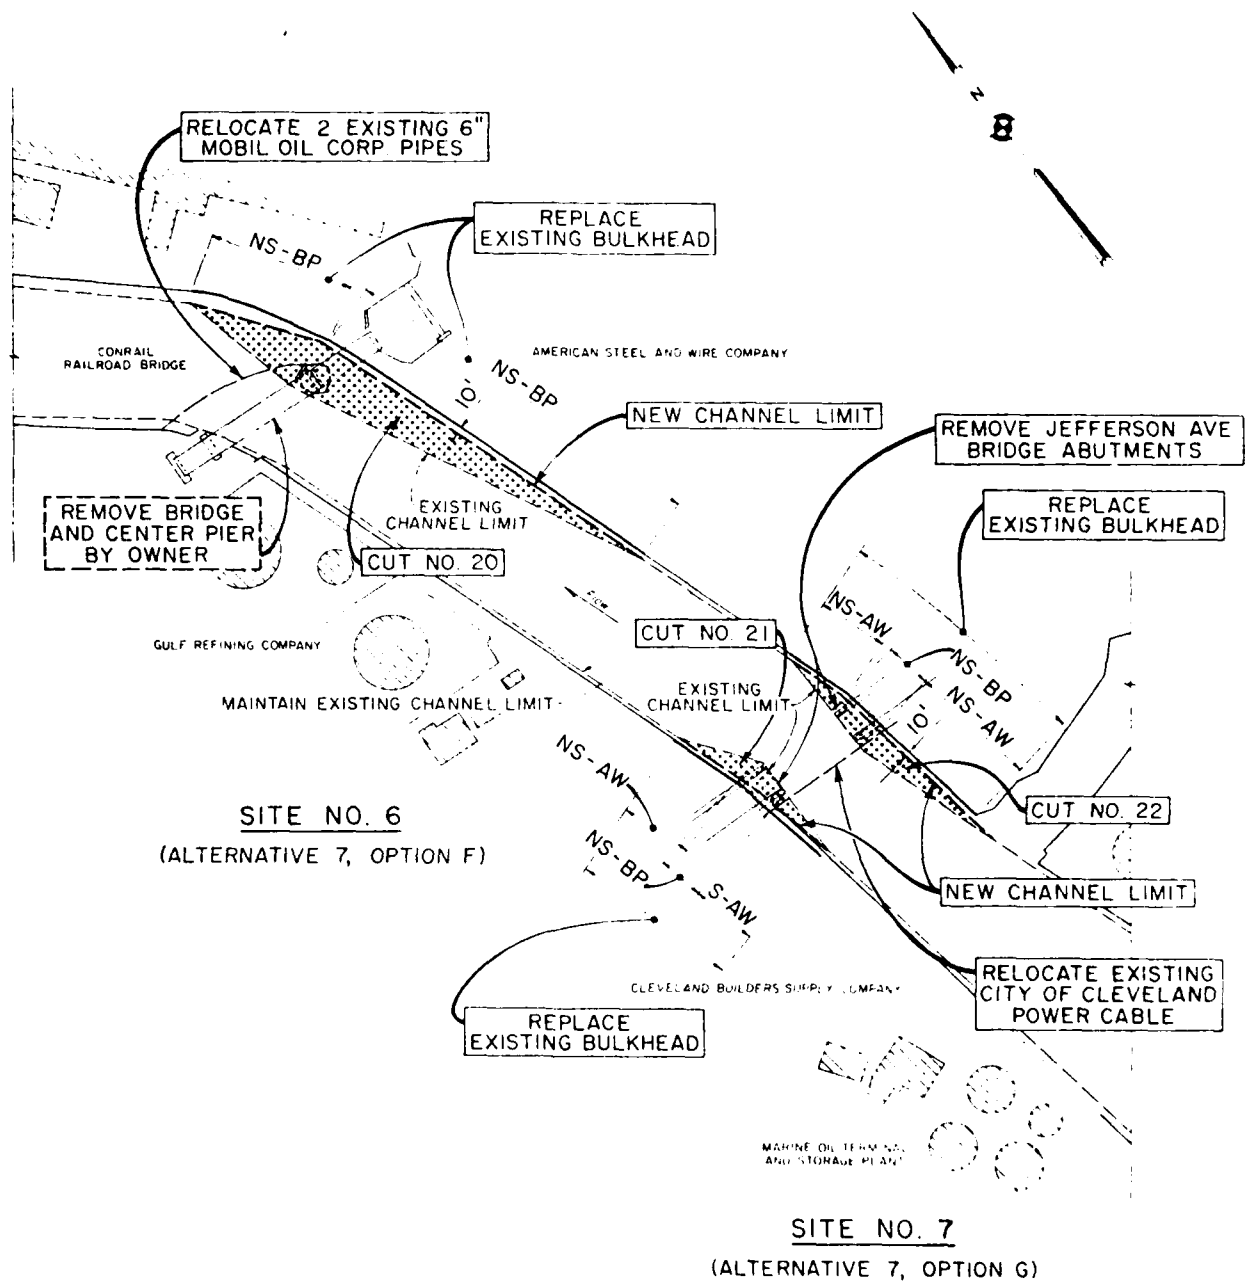 N
RELOCATE 2 EXISTING 6"
MOBIL OIL CORP. PIPES
REPLACE
EXISTING BULKHEAD
NS-BP
CONRAIL
RAILROAD BRIDGE
AMERICAN STEEL AND WIRE COMPANY
NS-BP
10'
NEW CHANNEL LIMIT
REMOVE JEFFERSON AVE
BRIDGE ABUTMENTS
REMOVE BRIDGE
AND CENTER PIER
BY OWNER
EXISTING
CHANNEL LIMIT
CUT NO. 20
REPLACE
EXISTING BULKHEAD
FLOW
NS-AW
CUT NO. 21
GULF REFINING COMPANY
NS-BP
EXISTING
CHANNEL LIMIT
MAINTAIN EXISTING CHANNEL LIMIT
NS-AW
10'
NS-AW
SITE NO. 6
(ALTERNATIVE 7, OPTION F)
CUT NO. 22
NS-BP
S-AW
NEW CHANNEL LIMIT
CLEVELAND BUILDERS SUPPLY COMPANY
RELOCATE EXISTING
CITY OF CLEVELAND
POWER CABLE
REPLACE
EXISTING BULKHEAD
MARINE OIL TERMINAL
AND STORAGE PLANT
SITE NO. 7
(ALTERNATIVE 7, OPTION G)